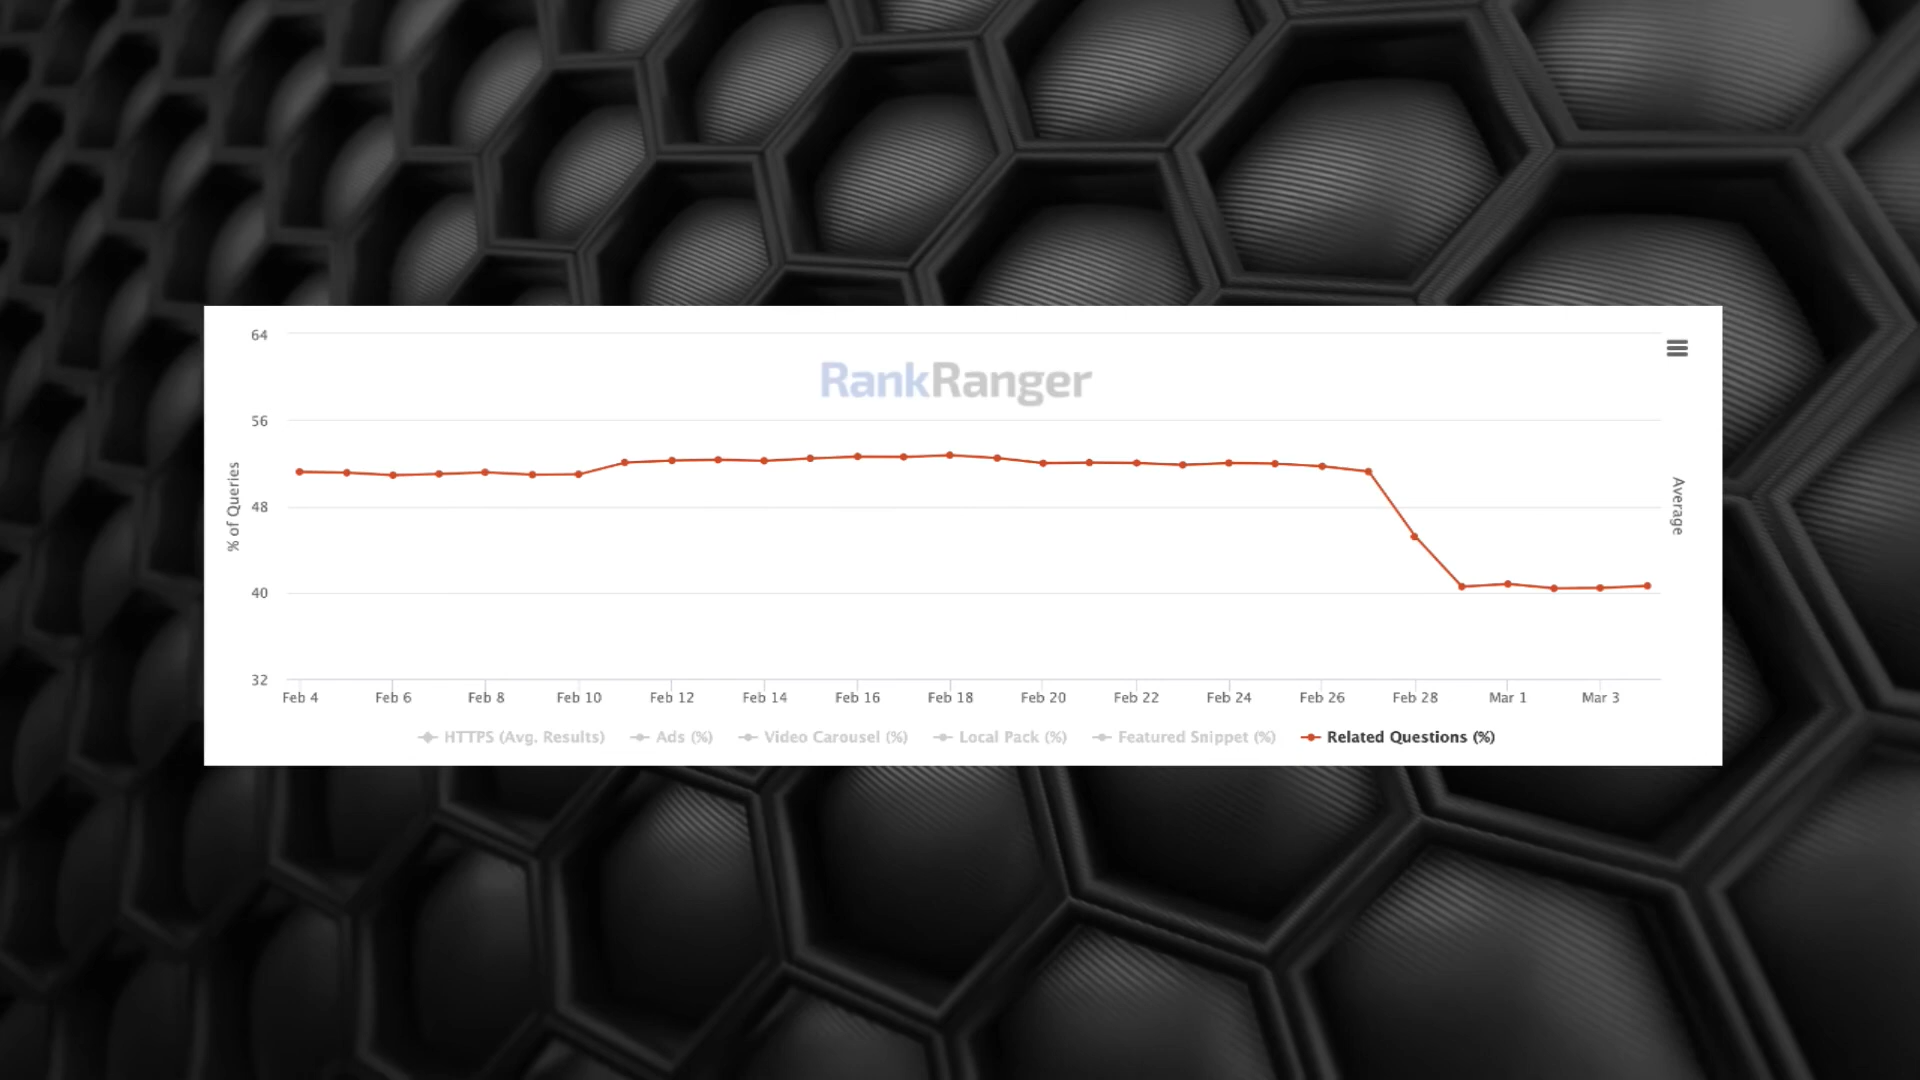 64
RankRanger
56
% of Queries
48
Average
40
32
Feb 4 Feb 6 Feb 8 Feb 10 Feb 12 Feb 14 Feb 16 Feb 18 Feb 20 Feb 22 Feb 24 Feb 26 Feb 28 Mar 1 Mar 3
HTTPS (Avg. Results) Ads (%) Video Carousel (%) Local Pack (%) Featured Snippet (%) Related Questions (%)